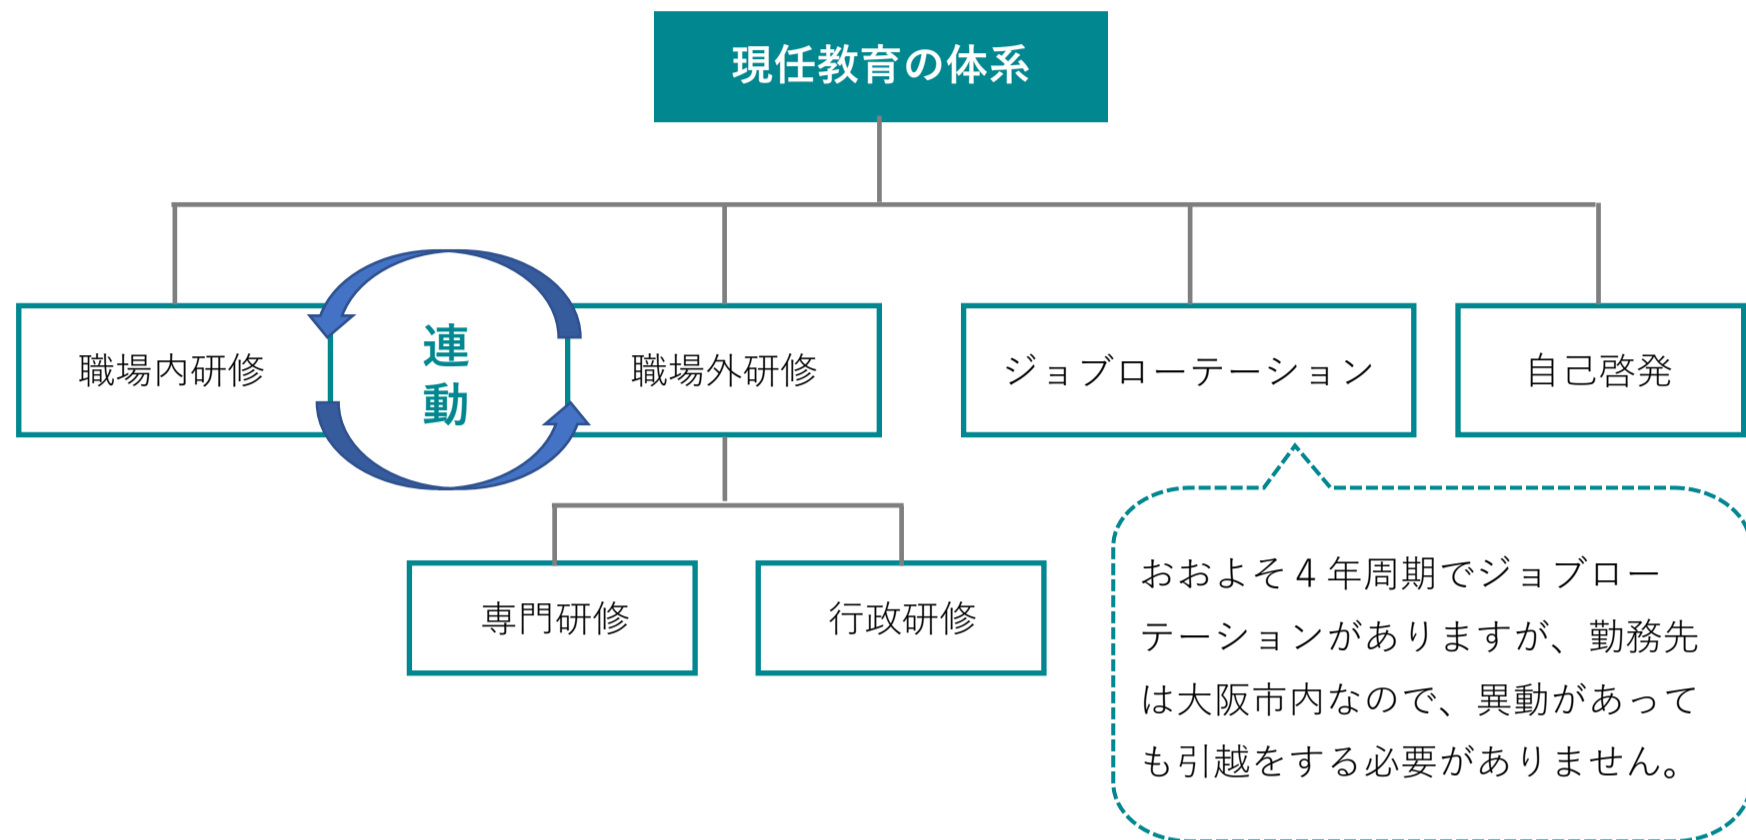 現任教育の体系
職場内研修
連
動
職場外研修
ジョブローテーション
自己啓発
専門研修
行政研修
おおよそ４年周期でジョブロー
テーションがありますが、勤務先
は大阪市内なので、異動があって
も引越をする必要がありません。